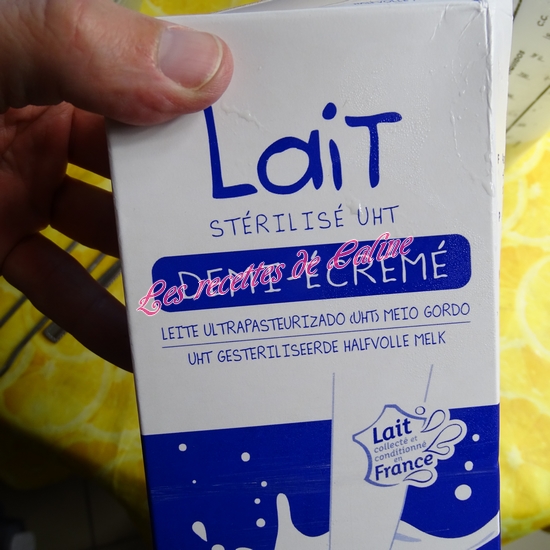 Lait
STÉRILISÉ UHT
DEMI-ÉCRÉMÉ
Les recettes de Caline
LEITE ULTRAPASTEURIZADO (UHT) MEIO GORDO
UHT GESTERILISEERDE HALFVOLLE MELK
Lait
collecté et
conditionné
en
France